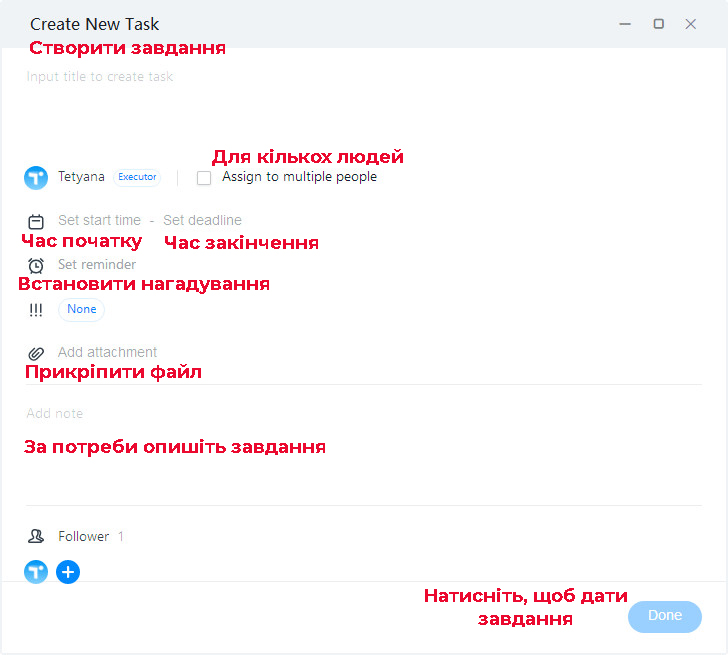 Create New Task
Створити завдання
Input title to create task
Для кількох людей
Tetyana Executor Assign to multiple people
Set start time - Set deadline
Час початку Час закінчення
Set reminder
Встановити нагадування
!!! None
Add attachment
Прикріпити файл
Add note
За потреби опишіть завдання
Follower 1
Натисніть, щоб дати
завдання
Done